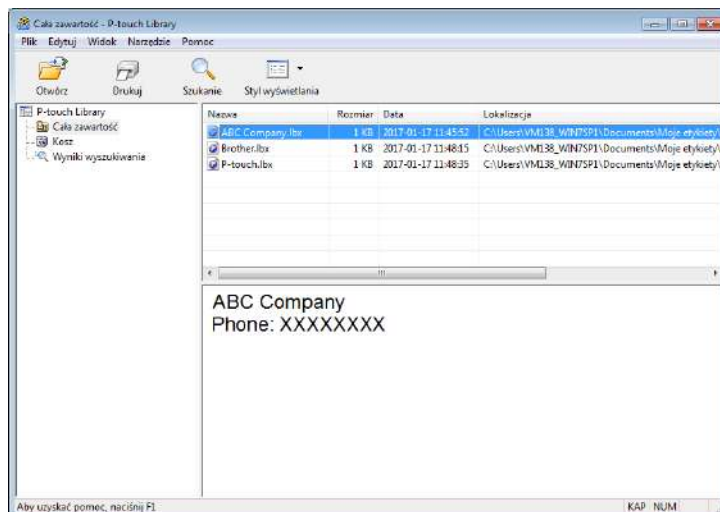 Cała zawartość - P-touch Library
Plik Edytuj Widok Narzędzie Pomoc
Otwórz Drukuj Szukanie Styl wyświetlania
P-touch Library
Cała zawartość
Kosz
Wyniki wyszukiwania
Nazwa Rozmiar Data Lokalizacja
ABC Company.lbx 1 KB 2017-01-17 11:45:52 C:\Users\VM138_WIN7SP1\Documents\Moje etykiety\
Brother.lbx 1 KB 2017-01-17 11:48:15 C:\Users\VM138_WIN7SP1\Documents\Moje etykiety\
P-touch.lbx 1 KB 2017-01-17 11:48:35 C:\Users\VM138_WIN7SP1\Documents\Moje etykiety\
ABC Company
Phone: XXXXXXXX
Aby uzyskać pomoc, naciśnij F1 KAP NUM